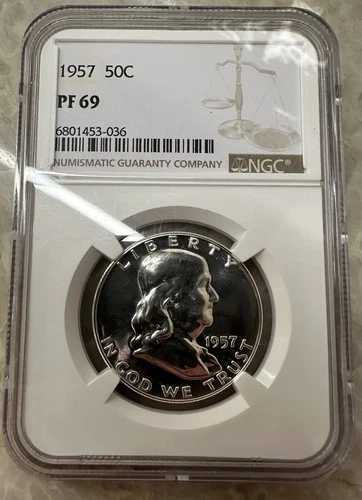 1957 50C
PF 69
6801453-036
NUMISMATIC GUARANTY COMPANY
NGC®
LIBERTY
1957
IN GOD WE TRUST